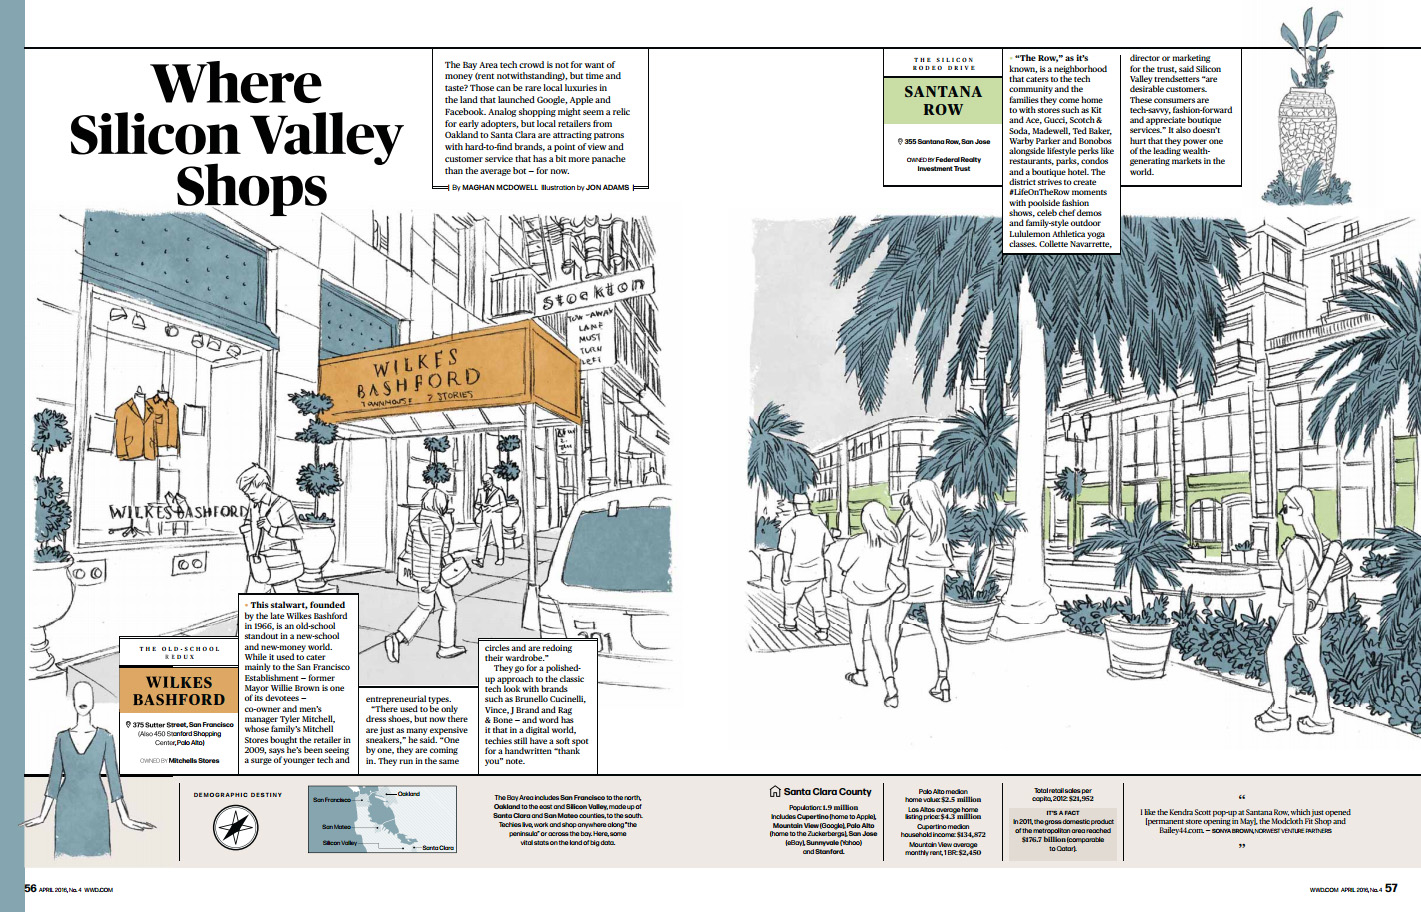 Where
Silicon Valley
Shops
The Bay Area tech crowd is not for want of
money (rent notwithstanding), but time and
taste? Those can be rare local luxuries in
the land that launched Google, Apple and
Facebook. Analog shopping might seem a relic
for early adopters, but local retailers from
Oakland to Santa Clara are attracting patrons
with hard-to-find brands, a point of view and
customer service that has a bit more panache
than the average bot — for now.
By MAGHAN MCDOWELL Illustration by JON ADAMS
stockton
TOW-AWAY
LANE
MUST
TURN
LEFT
WILKES
BASHFORD
TOWNHOUSE 7 STORIES
WILKES BASHFORD
THE OLD-SCHOOL
REDUX
WILKES
BASHFORD
375 Sutter Street, San Francisco
(Also 450 Stanford Shopping
Center, Palo Alto)
OWNED BY Mitchells Stores
This stalwart, founded
by the late Wilkes Bashford
in 1966, is an old-school
standout in a new-school
and new-money world.
While it used to cater
mainly to the San Francisco
Establishment — former
Mayor Willie Brown is one
of its devotees —
co-owner and men's
manager Tyler Mitchell,
whose family's Mitchell
Stores bought the retailer in
2009, says he's been seeing
a surge of younger tech and
entrepreneurial types.
"There used to be only
dress shoes, but now there
are just as many expensive
sneakers," he said. "One
by one, they are coming
in. They run in the same
circles and are redoing
their wardrobe."
They go for a polished-
up approach to the classic
tech look with brands
such as Brunello Cucinelli,
Vince, J Brand and Rag
& Bone — and word has
it that in a digital world,
techies still have a soft spot
for a handwritten "thank
you" note.
THE SILICON
RODEO DRIVE
SANTANA
ROW
355 Santana Row, San Jose
OWNED BY Federal Realty
Investment Trust
"The Row," as it's
known, is a neighborhood
that caters to the tech
community and the
families they come home
to with stores such as Kit
and Ace, Gucci, Scotch &
Soda, Madewell, Ted Baker,
Warby Parker and Bonobos
alongside lifestyle perks like
restaurants, parks, condos
and a boutique hotel. The
district strives to create
#LifeOnTheRow moments
with poolside fashion
shows, celeb chef demos
and family-style outdoor
Lululemon Athletica yoga
classes. Collette Navarrette,
director or marketing
for the trust, said Silicon
Valley trendsetters "are
desirable customers.
These consumers are
tech-savvy, fashion-forward
and appreciate boutique
services." It also doesn't
hurt that they power one
of the leading wealth-
generating markets in the
world.
DEMOGRAPHIC DESTINY
San Francisco
Oakland
San Mateo
Silicon Valley
Santa Clara
The Bay Area includes San Francisco to the north,
Oakland to the east and Silicon Valley, made up of
Santa Clara and San Mateo counties, to the south.
Techies live, work and shop anywhere along "the
peninsula" or across the bay. Here, some
vital stats on the land of big data.
Santa Clara County
Population: 1.9 million
Includes Cupertino (home to Apple),
Mountain View (Google), Palo Alto
(home to the Zuckerbergs), San Jose
(eBay), Sunnyvale (Yahoo)
and Stanford.
Palo Alto median
home value: $2.5 million
Los Altos average home
listing price: $4.3 million
Cupertino median
household income: $134,872
Mountain View average
monthly rent, 1 BR: $2,450
Total retail sales per
capita, 2012: $21,952
IT'S A FACT
In 2011, the gross domestic product
of the metropolitan area reached
$176.7 billion (comparable
to Qatar).
“
I like the Kendra Scott pop-up at Santana Row, which just opened
[permanent store opening in May], the Modcloth Fit Shop and
Bailey44.com. — SONYA BROWN, NORWEST VENTURE PARTNERS
”
56 APRIL 2016, No. 4 WWD.COM
WWD.COM APRIL 2016, No. 4 57